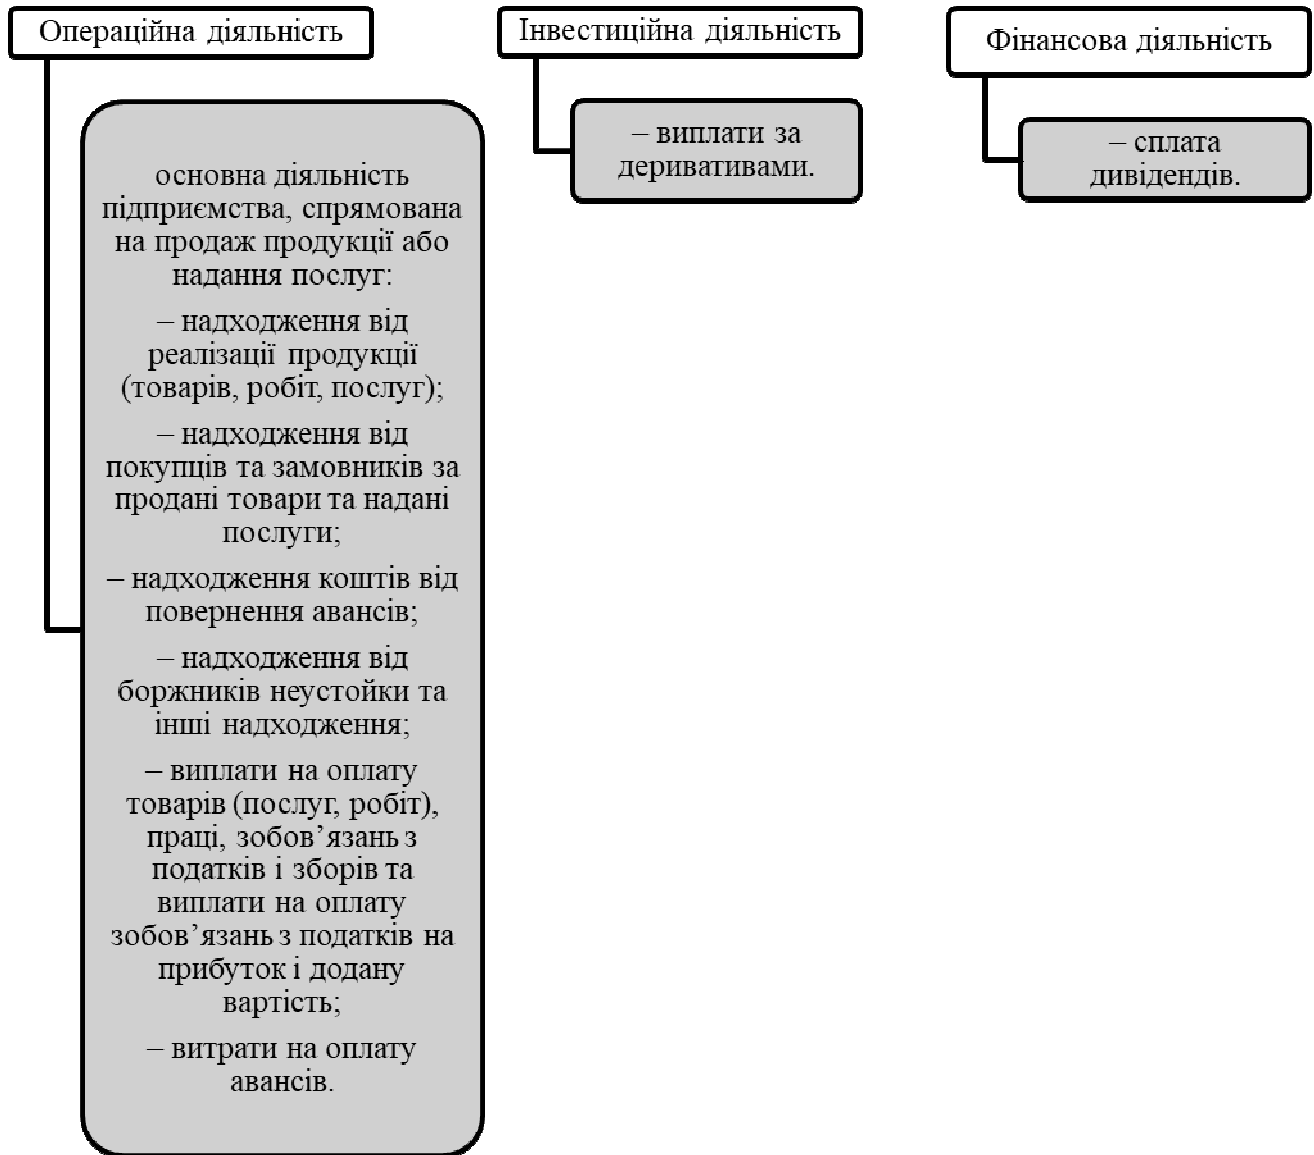 Операційна діяльність
основна діяльність
підприємства, спрямована
на продаж продукції або
надання послуг:
– надходження від
реалізації продукції
(товарів, робіт, послуг);
– надходження від
покупців та замовників за
продані товари та надані
послуги;
– надходження коштів від
повернення авансів;
– надходження від
боржників неустойки та
інші надходження;
– виплати на оплату
товарів (послуг, робіт),
праці, зобов’язань з
податків і зборів та
виплати на оплату
зобов’язань з податків на
прибуток і додану
вартість;
– витрати на оплату
авансів.
Інвестиційна діяльність
– виплати за
деривативами.
Фінансова діяльність
– сплата
дивідендів.